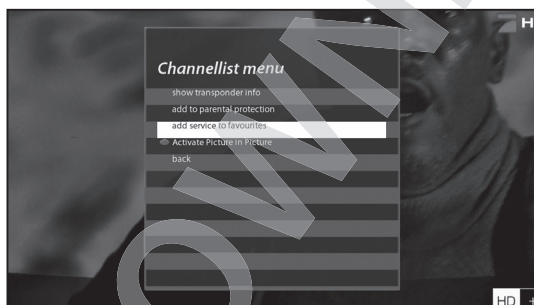 H
Channellist menu
show transponder info
add to parental protection
add service to favourites
Activate Picture In Picture
back
HD +